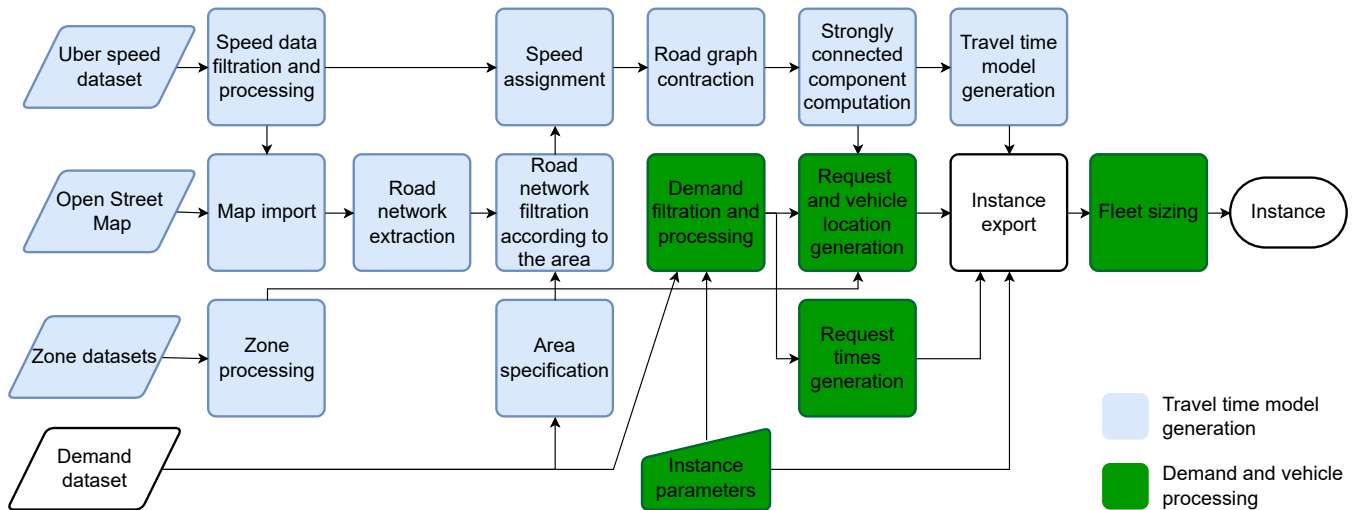 Uber speed
dataset
Speed data
filtration and
processing
Speed
assignment
Road graph
contraction
Strongly
connected
component
computation
Travel time
model
generation
Open Street
Map
Map import
Road
network
extraction
Road
network
filtration
according to
the area
Demand
filtration and
processing
Request
and vehicle
location
generation
Instance
export
Fleet sizing
Instance
Zone datasets
Zone
processing
Area
specification
Request
times
generation
Demand
dataset
Instance
parameters
Travel time model
generation
Demand and vehicle
processing